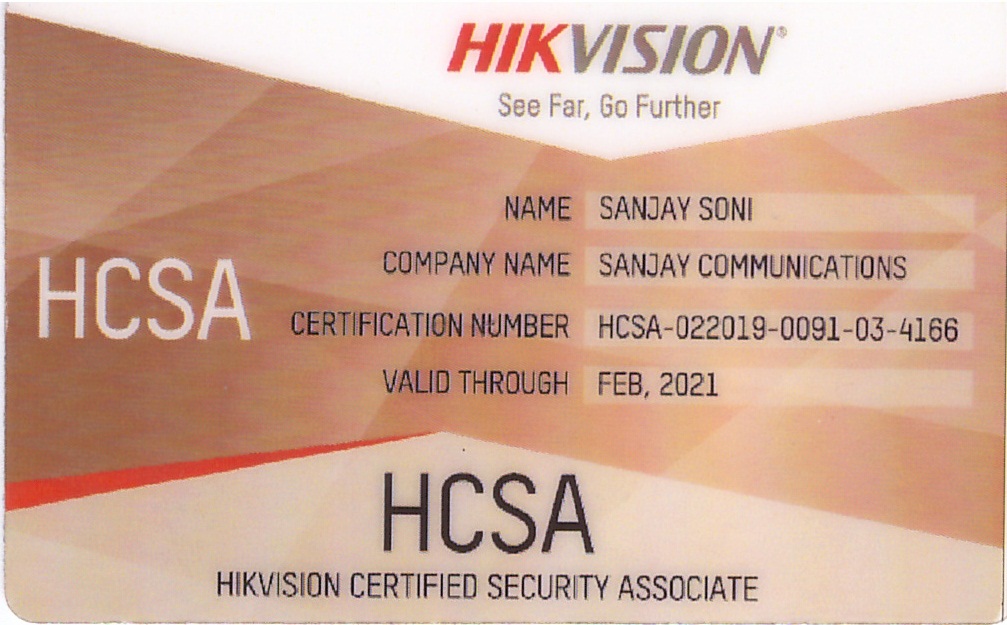 HIKVISION®
See Far, Go Further
NAME SANJAY SONI
COMPANY NAME SANJAY COMMUNICATIONS
HCSA
CERTIFICATION NUMBER HCSA-022019-0091-03-4166
VALID THROUGH FEB, 2021
HCSA
HIKVISION CERTIFIED SECURITY ASSOCIATE